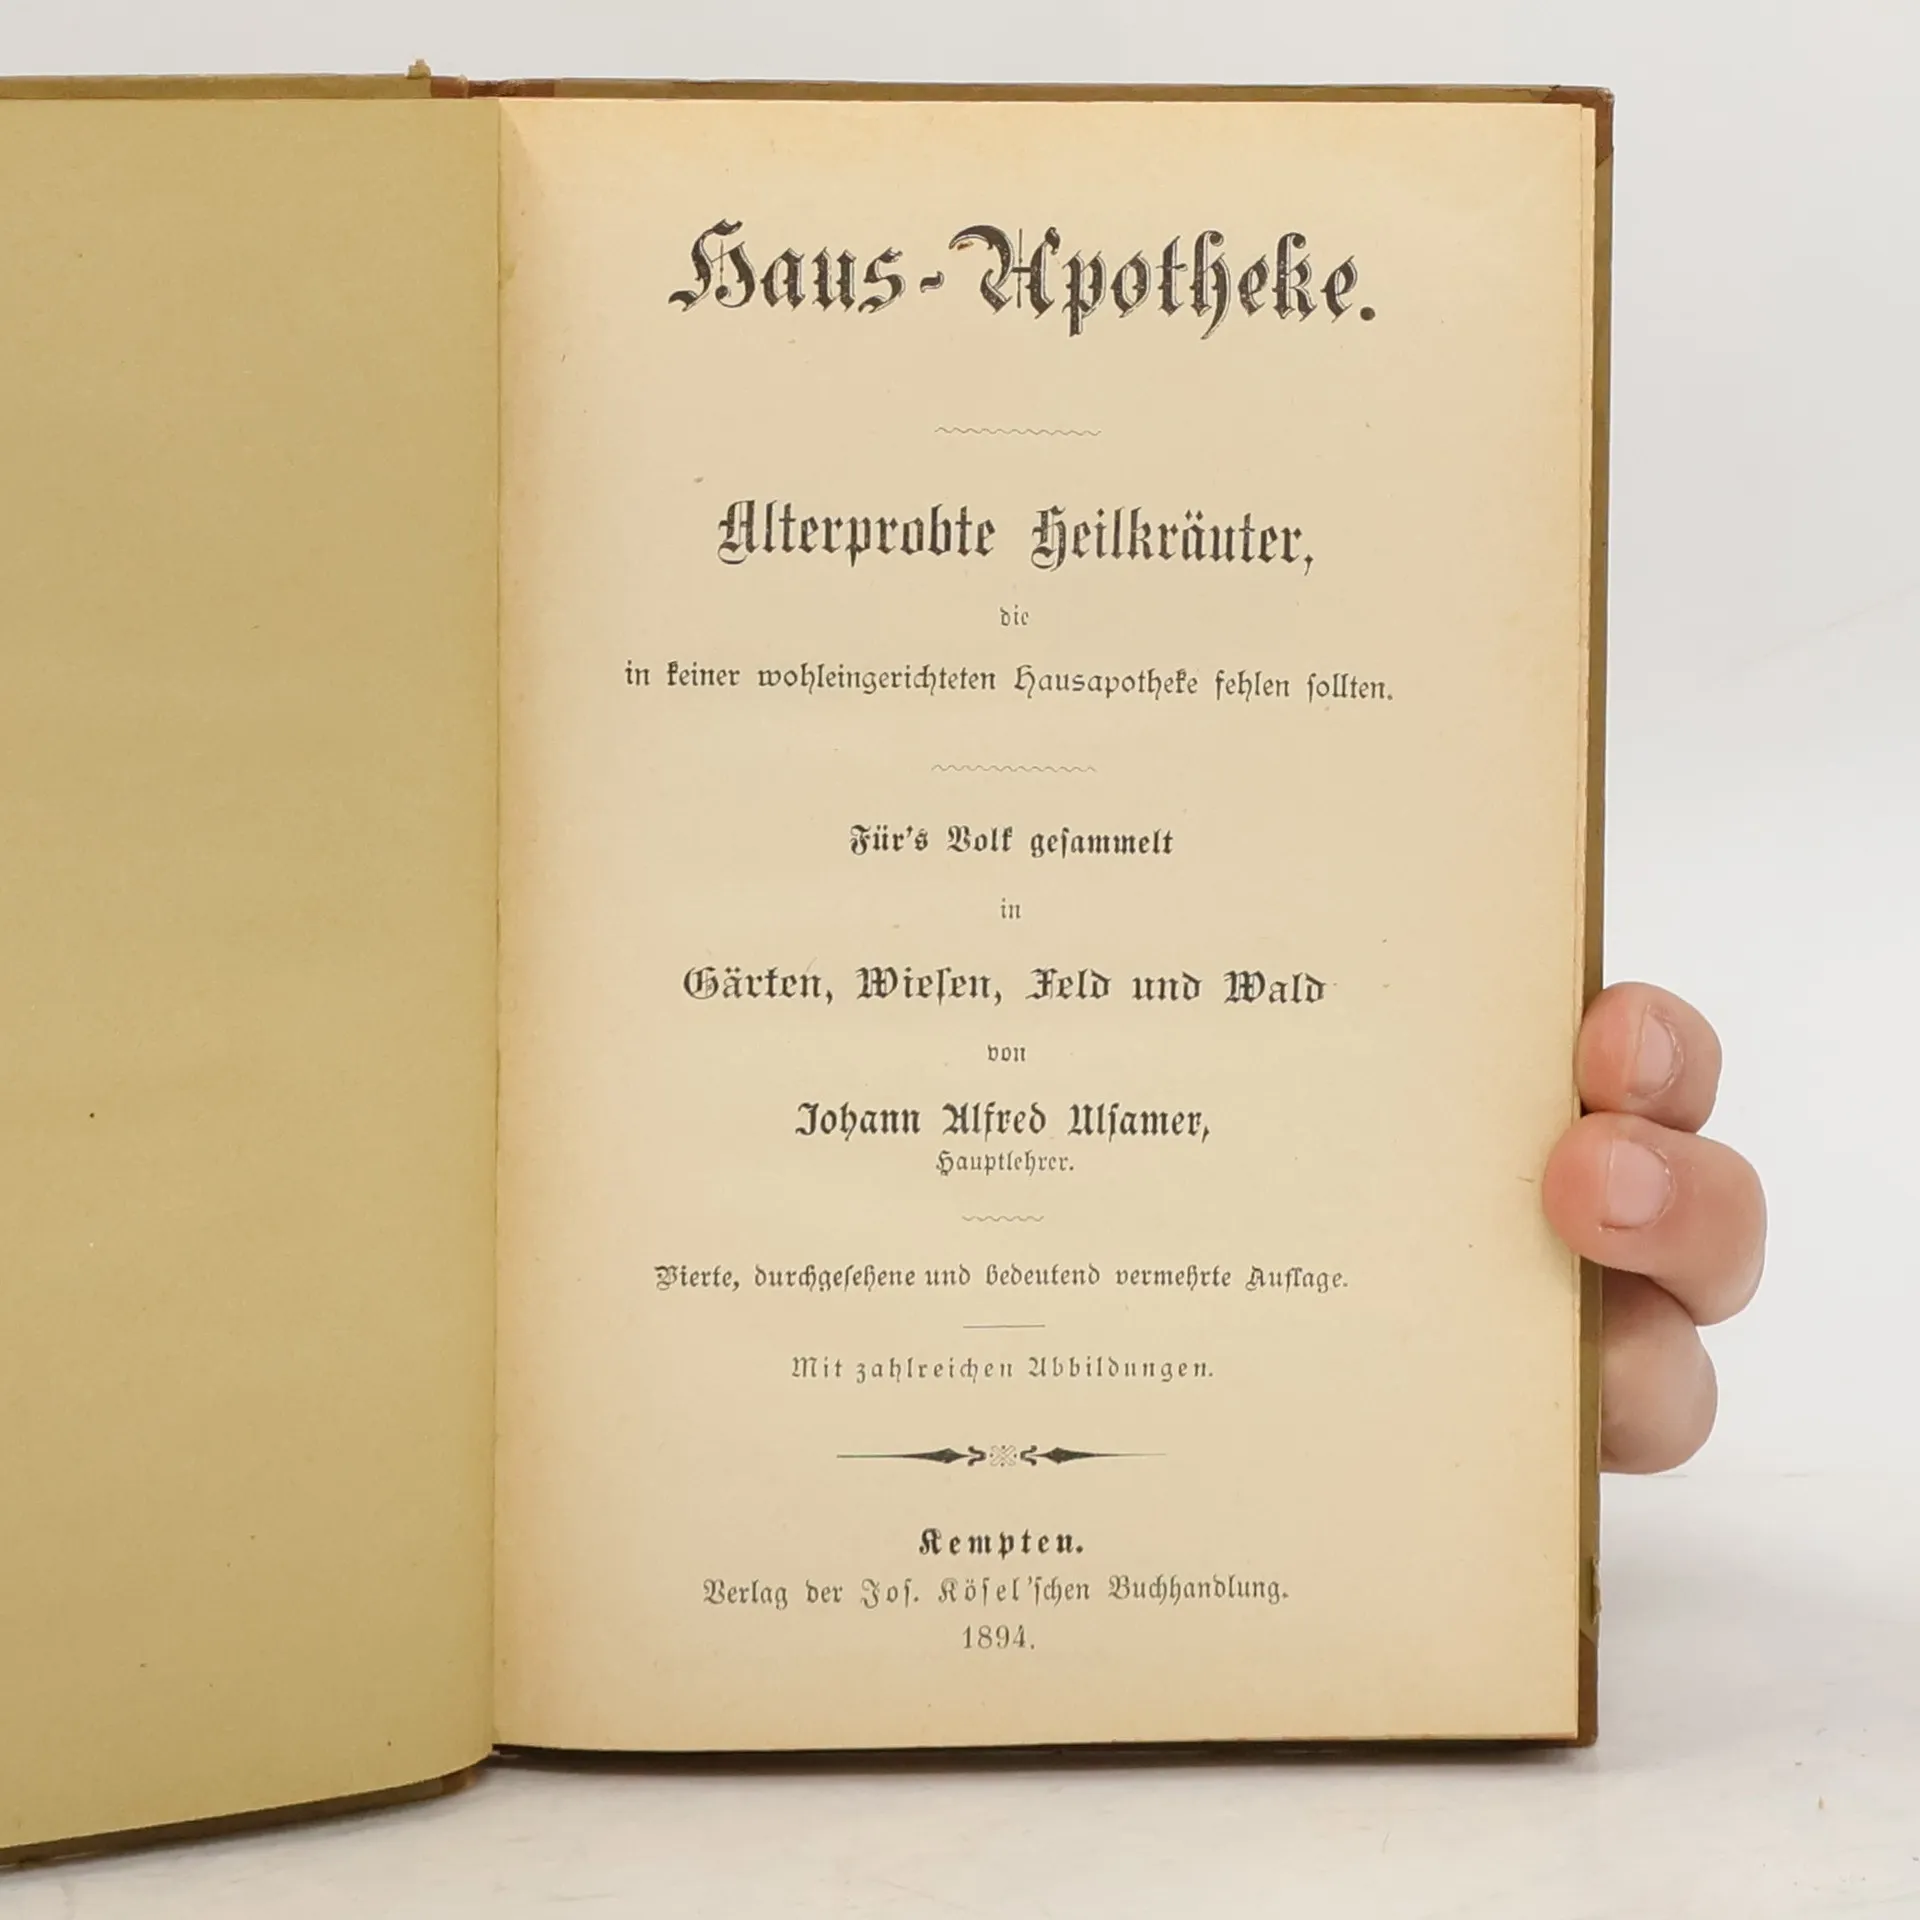 Haus-Apotheke.
Alterprobte Heilkräuter,
die
in keiner wohleingerichteten Hausapotheke fehlen ſollten.
Für's Volk geſammelt
in
Gärten, Wieſen, Feld und Wald
von
Johann Alfred Ulſamer,
Hauptlehrer.
Vierte, durchgeſehene und bedeutend vermehrte Auflage.
Mit zahlreichen Abbildungen.
Kempten.
Verlag der Joſ. Köſel'ſchen Buchhandlung.
1894.